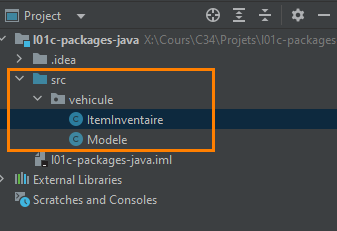 Project
l01c-packages-java X:\Cours\C34\Projets\l01c-packages
.idea
src
vehicule
ItemInventaire
Modele
l01c-packages-java.iml
External Libraries
Scratches and Consoles